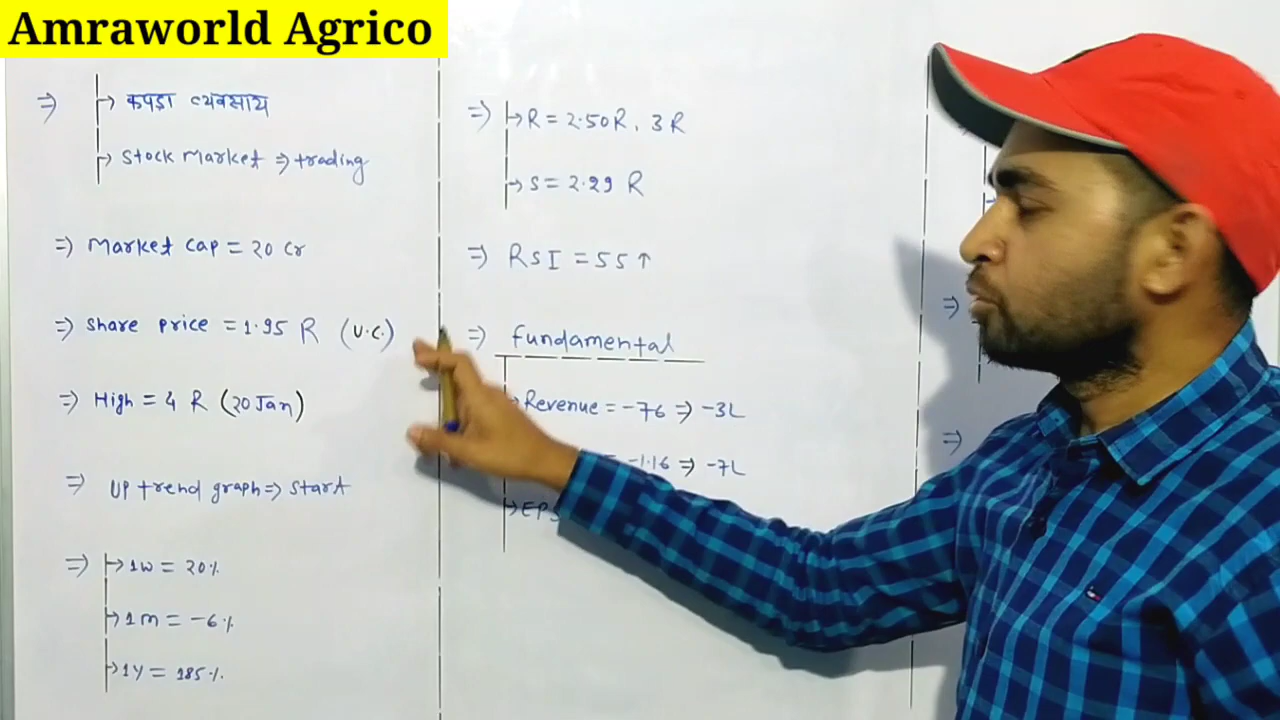 Amraworld Agrico
⇒ → कपड़ा व्यवसाय
→ Stock Market ⇒ trading
⇒ Market Cap = 20 Cr
⇒ Share price = 1.95 R (U.C.)
⇒ High = 4 R (20 Jan)
⇒ Up trend graph ⇒ Start
⇒ → 1W = 20%
→ 1M = -6%
→ 1Y = 185%
⇒ → R = 2.50R, 3 R
→ S = 2.29 R
⇒ RSI = 55↑
⇒ Fundamental
→ Revenue = -76 ⇒ -3L
= -1.16 ⇒ -7L
→ EPS
⇒
⇒